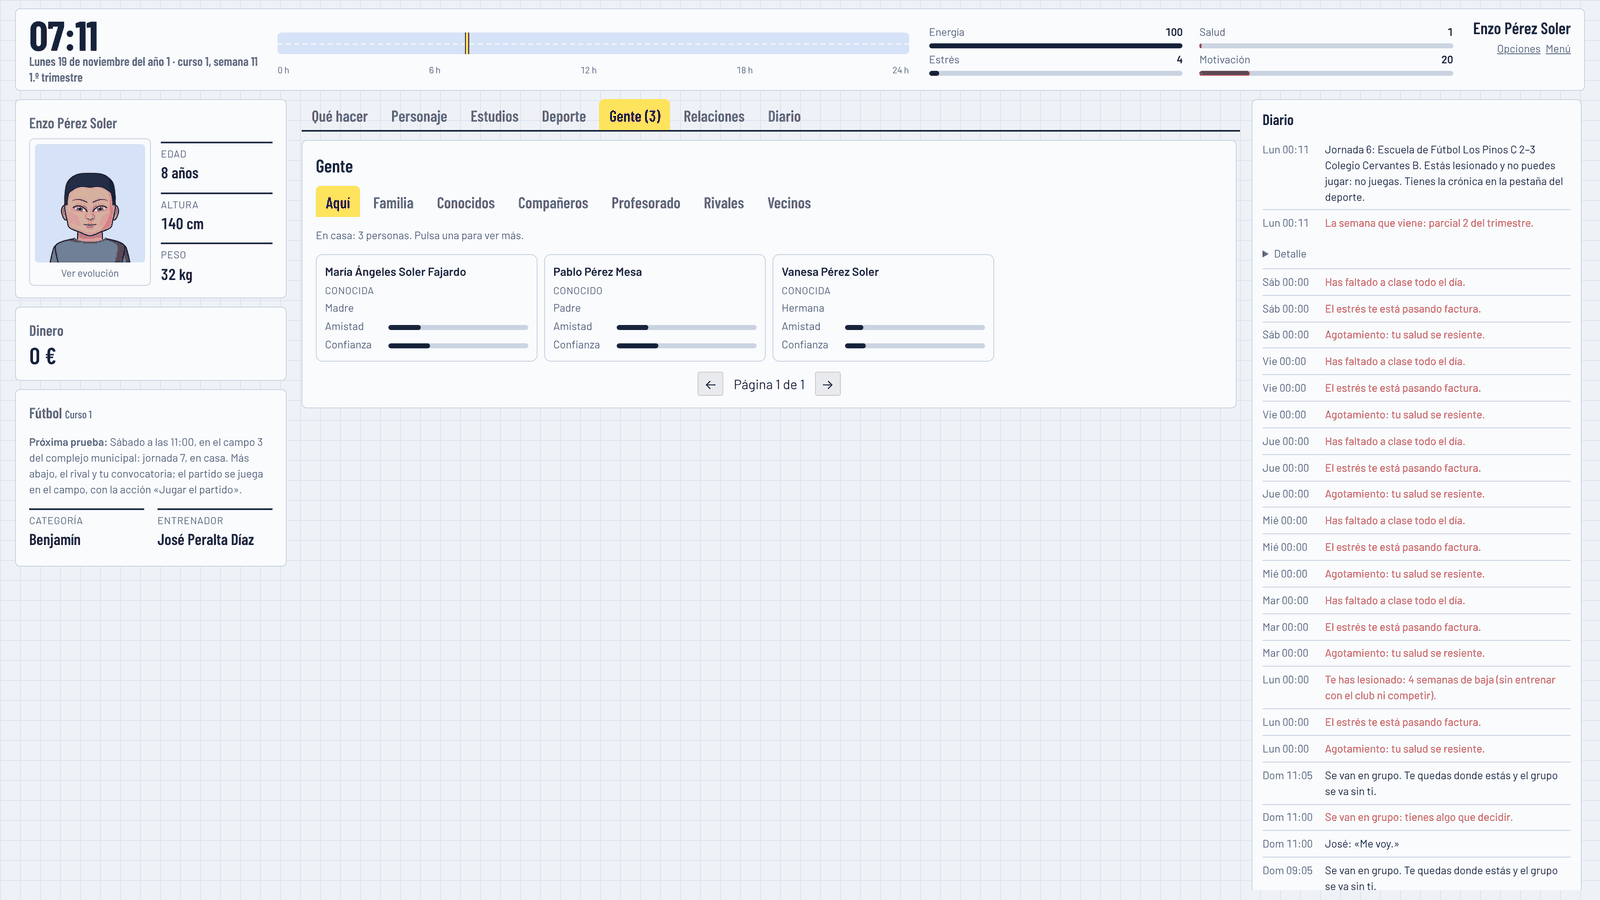 07:11
Lunes 19 de noviembre del año 1 · curso 1, semana 11
1.º trimestre
0 h
6 h
12 h
18 h
24 h
Energía 100
Estrés 4
Salud 1
Motivación 20
Enzo Pérez Soler
Opciones Menú
Enzo Pérez Soler
Ver evolución
EDAD
8 años
ALTURA
140 cm
PESO
32 kg
Dinero
0 €
Fútbol Curso 1
Próxima prueba: Sábado a las 11:00, en el campo 3
del complejo municipal: jornada 7, en casa. Más
abajo, el rival y tu convocatoria; el partido se juega
en el campo, con la acción «Jugar el partido».
CATEGORÍA
Benjamín
ENTRENADOR
José Peralta Díaz
Qué hacer
Personaje
Estudios
Deporte
Gente (3)
Relaciones
Diario
Gente
Aquí
Familia
Conocidos
Compañeros
Profesorado
Rivales
Vecinos
En casa: 3 personas. Pulsa una para ver más.
María Ángeles Soler Fajardo
CONOCIDA
Madre
Amistad
Confianza
Pablo Pérez Mesa
CONOCIDO
Padre
Amistad
Confianza
Vanesa Pérez Soler
CONOCIDA
Hermana
Amistad
Confianza
← Página 1 de 1 →
Diario
Lun 00:11 Jornada 6: Escuela de Fútbol Los Pinos C 2–3
Colegio Cervantes B. Estás lesionado y no puedes
jugar: no juegas. Tienes la crónica en la pestaña del
deporte.
Lun 00:11 La semana que viene: parcial 2 del trimestre.
▶ Detalle
Sáb 00:00 Has faltado a clase todo el día.
Sáb 00:00 El estrés te está pasando factura.
Sáb 00:00 Agotamiento: tu salud se resiente.
Vie 00:00 Has faltado a clase todo el día.
Vie 00:00 El estrés te está pasando factura.
Vie 00:00 Agotamiento: tu salud se resiente.
Jue 00:00 Has faltado a clase todo el día.
Jue 00:00 El estrés te está pasando factura.
Jue 00:00 Agotamiento: tu salud se resiente.
Mié 00:00 Has faltado a clase todo el día.
Mié 00:00 El estrés te está pasando factura.
Mié 00:00 Agotamiento: tu salud se resiente.
Mar 00:00 Has faltado a clase todo el día.
Mar 00:00 El estrés te está pasando factura.
Mar 00:00 Agotamiento: tu salud se resiente.
Lun 00:00 Te has lesionado: 4 semanas de baja (sin entrenar
con el club ni competir).
Lun 00:00 El estrés te está pasando factura.
Lun 00:00 Agotamiento: tu salud se resiente.
Dom 11:05 Se van en grupo. Te quedas donde estás y el grupo
se va sin ti.
Dom 11:00 Se van en grupo: tienes algo que decidir.
Dom 11:00 José: «Me voy.»
Dom 09:05 Se van en grupo. Te quedas donde estás y el grupo
se va sin ti.